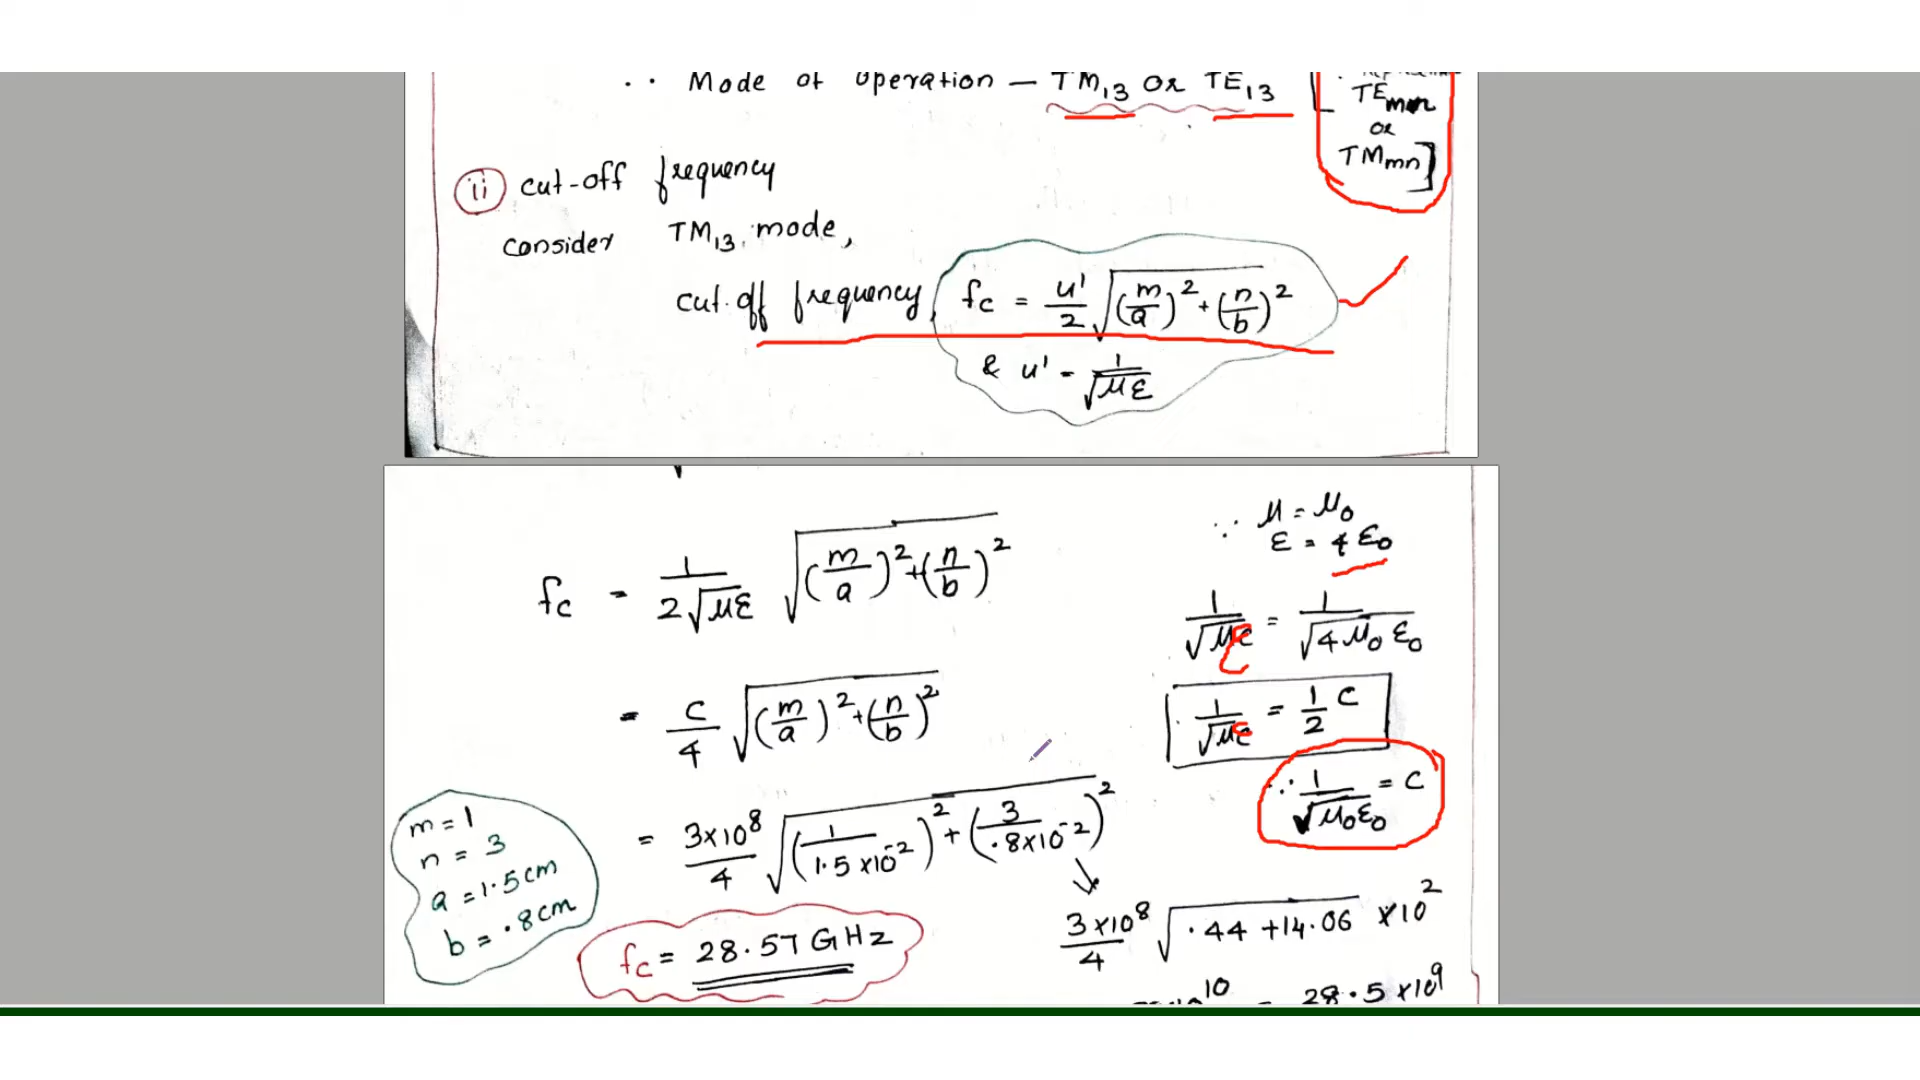 ∴ Mode of operation — TM13 or TE13
TEmn
or
TMmn]
(ii) cut-off frequency
consider TM13 mode,
cut-off frequency, fc = u'/2 √((m/a)² + (n/b)²)
& u' = 1/√με
∵ μ = μ0
ε = 4ε0
fc = 1/(2√με) √((m/a)² + (n/b)²)
1/√με = 1/√(4μ0ε0)
= c/4 √((m/a)² + (n/b)²)
1/√με = 1/2 c
∵ 1/√(μ0ε0) = c
m = 1
n = 3
a = 1.5cm
b = .8cm
= 3×10⁸/4 √((1/(1.5×10⁻²))² + (3/(.8×10⁻²))²)
3×10⁸/4 √(.44 + 14.06) ×10²
fc = 28.57 GHz
= 28.5×10⁹